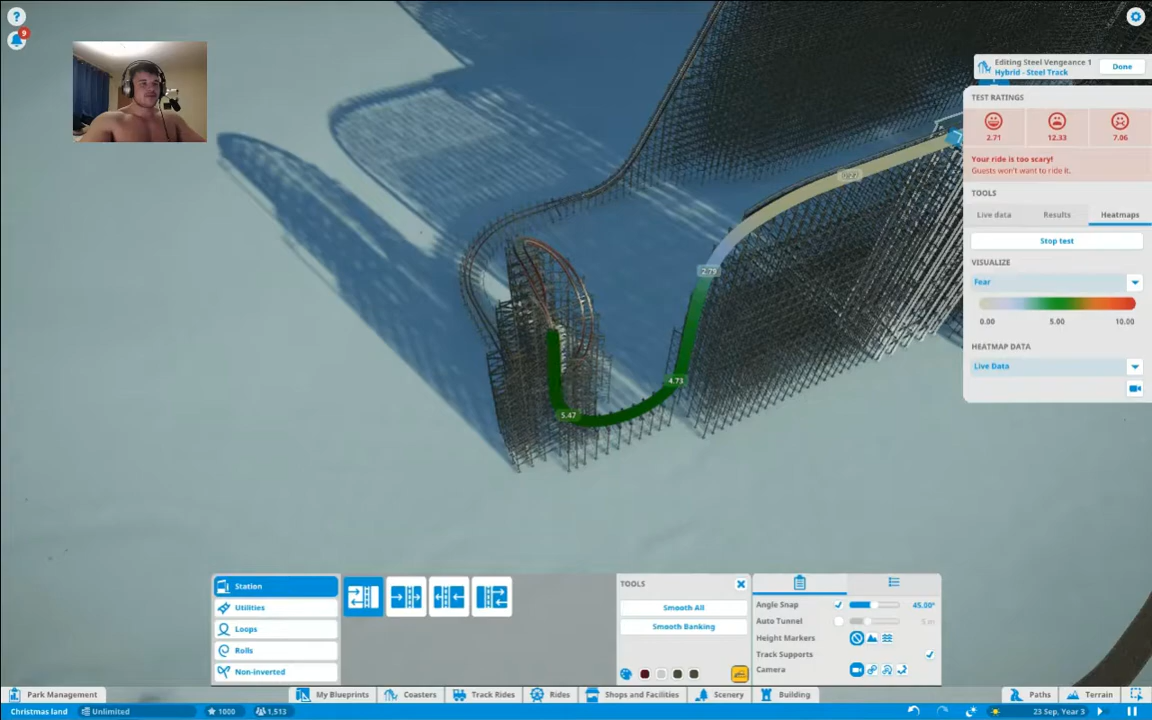 ?
9
Editing Steel Vengeance 1
Hybrid - Steel Track
Done
TEST RATINGS
2.71
12.33
7.06
Your ride is too scary!
Guests won't want to ride it.
TOOLS
Live data
Results
Heatmaps
Stop test
VISUALIZE
Fear
0.00
5.00
10.00
HEATMAP DATA
Live Data
2.79
4.73
5.47
Station
Utilities
Loops
Rolls
Non-inverted
TOOLS
Smooth All
Smooth Banking
Angle Snap
45.00°
Auto Tunnel
Height Markers
Track Supports
Camera
Park Management
My Blueprints
Coasters
Track Rides
Rides
Shops and Facilities
Scenery
Building
Paths
Terrain
Christmas land
Unlimited
1000
1,513
23 Sep, Year 3